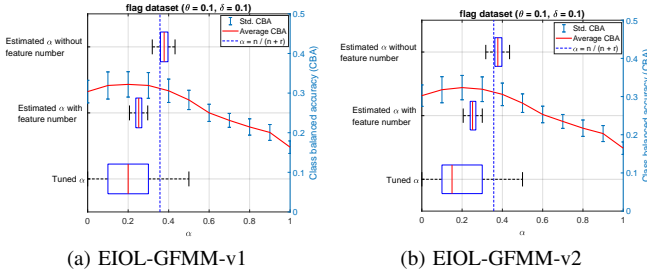 flag dataset (θ = 0.1, δ = 0.1)
Std. CBA
Average CBA
α = n / (n + r)
Estimated α without
feature number
Estimated α with
feature number
Tuned α
0
0.2
0.4
0.6
0.8
1
α
0
0.1
0.2
0.3
0.4
0.5
Class balanced accuracy (CBA)
(a) EIOL-GFMM-v1
flag dataset (θ = 0.1, δ = 0.1)
Std. CBA
Average CBA
α = n / (n + r)
Estimated α without
feature number
Estimated α with
feature number
Tuned α
0
0.2
0.4
0.6
0.8
1
α
0
0.1
0.2
0.3
0.4
0.5
Class balanced accuracy (CBA)
(b) EIOL-GFMM-v2